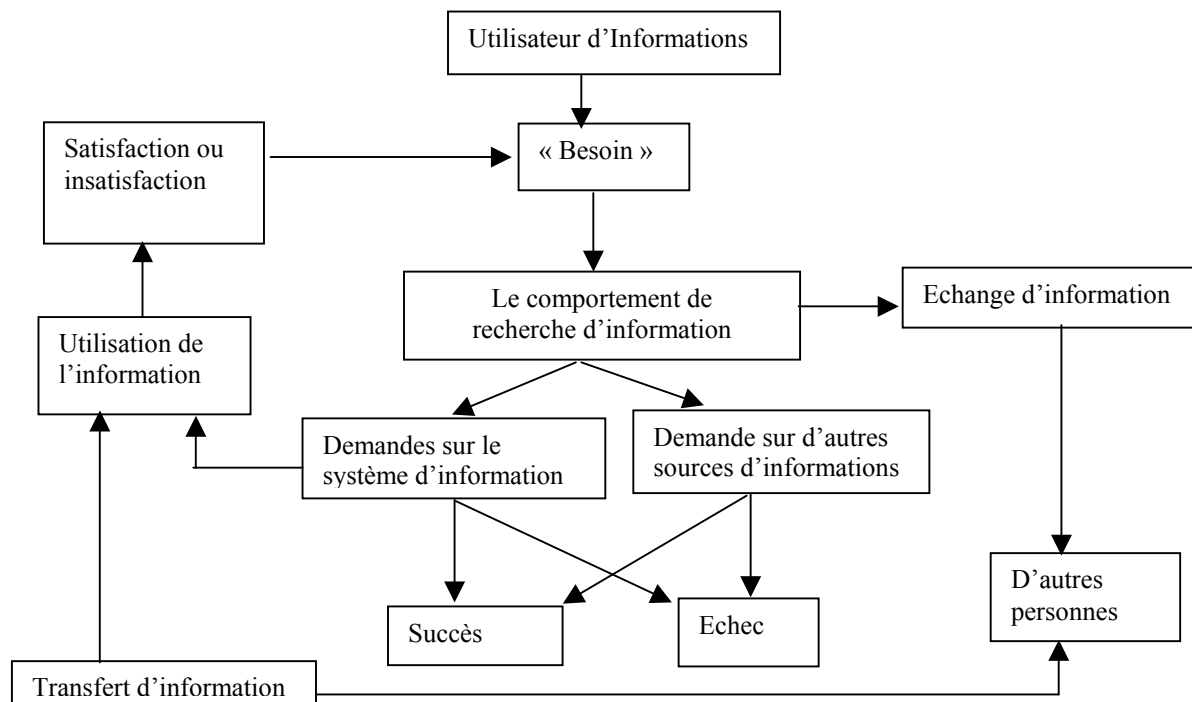 Utilisateur d’Informations
Satisfaction ou
insatisfaction
« Besoin »
Le comportement de
recherche d’information
Echange d’information
Utilisation de
l’information
Demandes sur le
système d’information
Demande sur d’autres
sources d’informations
D’autres
personnes
Succès
Echec
Transfert d’information